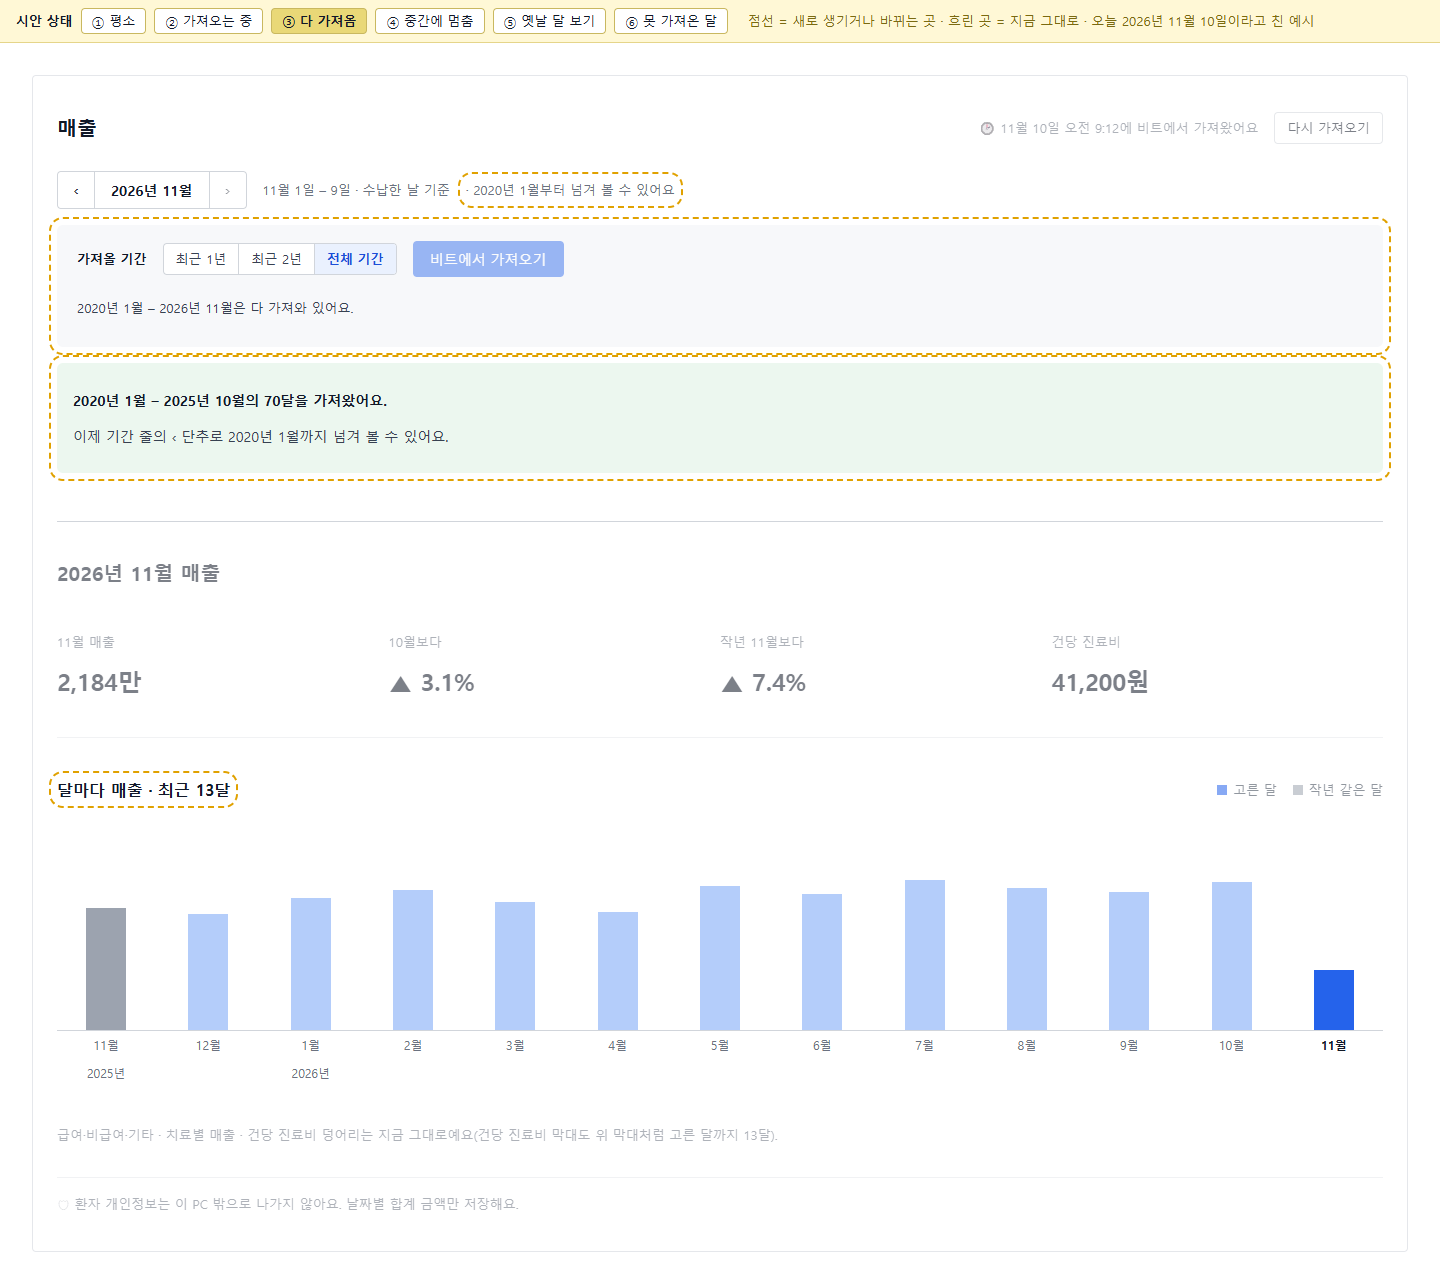 시안 상태 ① 평소 ② 가져오는 중 ③ 다 가져옴 ④ 중간에 멈춤 ⑤ 옛날 달 보기 ⑥ 못 가져온 달 점선 = 새로 생기거나 바뀌는 곳 · 흐린 곳 = 지금 그대로 · 오늘 2026년 11월 10일이라고 친 예시
매출 11월 10일 오전 9:12에 비트에서 가져왔어요 다시 가져오기
‹ 2026년 11월 › 11월 1일 – 9일 · 수납한 날 기준 · 2020년 1월부터 넘겨 볼 수 있어요
가져올 기간 최근 1년 최근 2년 전체 기간 비트에서 가져오기
2020년 1월 – 2026년 11월은 다 가져와 있어요.
2020년 1월 – 2025년 10월의 70달을 가져왔어요.
이제 기간 줄의 ‹ 단추로 2020년 1월까지 넘겨 볼 수 있어요.
2026년 11월 매출
11월 매출 10월보다 작년 11월보다 건당 진료비
2,184만 ▲ 3.1% ▲ 7.4% 41,200원
달마다 매출 · 최근 13달 고른 달 작년 같은 달
11월 12월 1월 2월 3월 4월 5월 6월 7월 8월 9월 10월 11월
2025년 2026년
급여·비급여·기타 · 치료별 매출 · 건당 진료비 덩어리는 지금 그대로예요(건당 진료비 막대도 위 막대처럼 고른 달까지 13달).
환자 개인정보는 이 PC 밖으로 나가지 않아요. 날짜별 합계 금액만 저장해요.